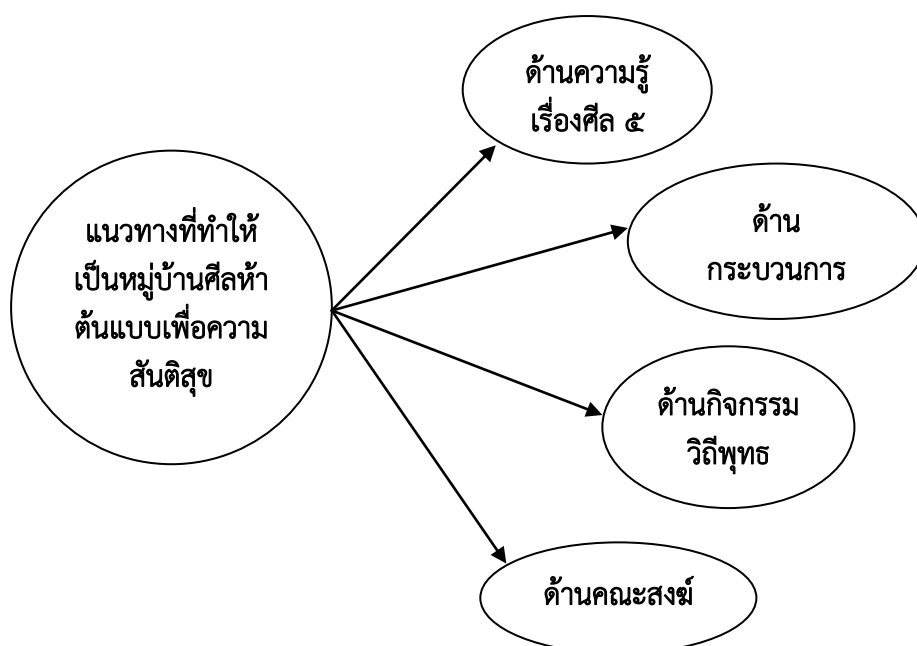 ด้านความรู้
เรื่องศีล ๕
แนวทางที่ทำให้
เป็นหมู่บ้านศีลห้า
ต้นแบบเพื่อความ
สันติสุข
ด้าน
กระบวนการ
ด้านกิจกรรม
วิถีพุทธ
ด้านคณะสงฆ์